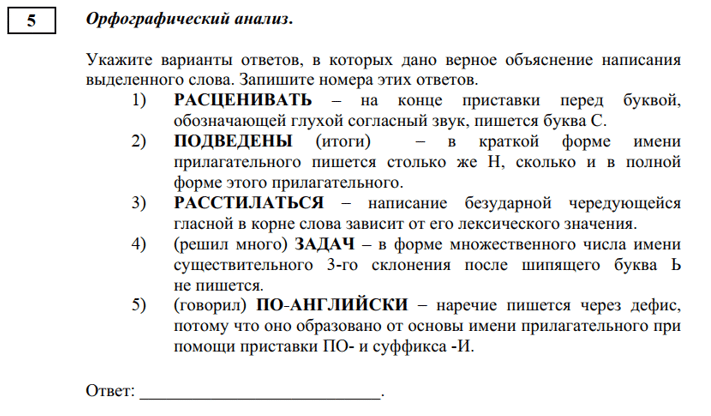 5 Орфографический анализ.
Укажите варианты ответов, в которых дано верное объяснение написания
выделенного слова. Запишите номера этих ответов.
1) РАСЦЕНИВАТЬ – на конце приставки перед буквой,
обозначающей глухой согласный звук, пишется буква С.
2) ПОДВЕДЕНЫ (итоги) – в краткой форме имени
прилагательного пишется столько же Н, сколько и в полной
форме этого прилагательного.
3) РАССТИЛАТЬСЯ – написание безударной чередующейся
гласной в корне слова зависит от его лексического значения.
4) (решил много) ЗАДАЧ – в форме множественного числа имени
существительного 3-го склонения после шипящего буква Ь
не пишется.
5) (говорил) ПО-АНГЛИЙСКИ – наречие пишется через дефис,
потому что оно образовано от основы имени прилагательного при
помощи приставки ПО- и суффикса -И.
Ответ: ___________________________.